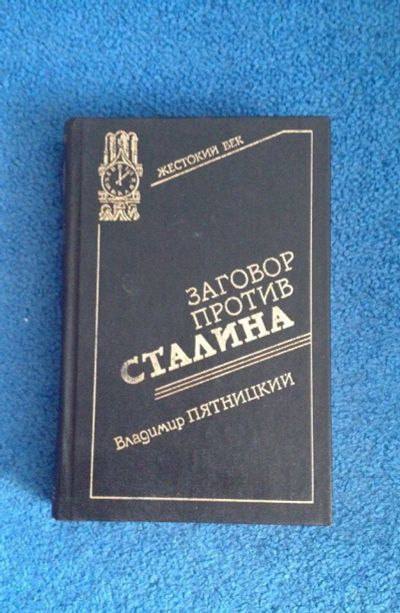 ЖЕСТОКИЙ ВЕК
ЗАГОВОР
ПРОТИВ
СТАЛИНА
Владимир ПЯТНИЦКИЙ